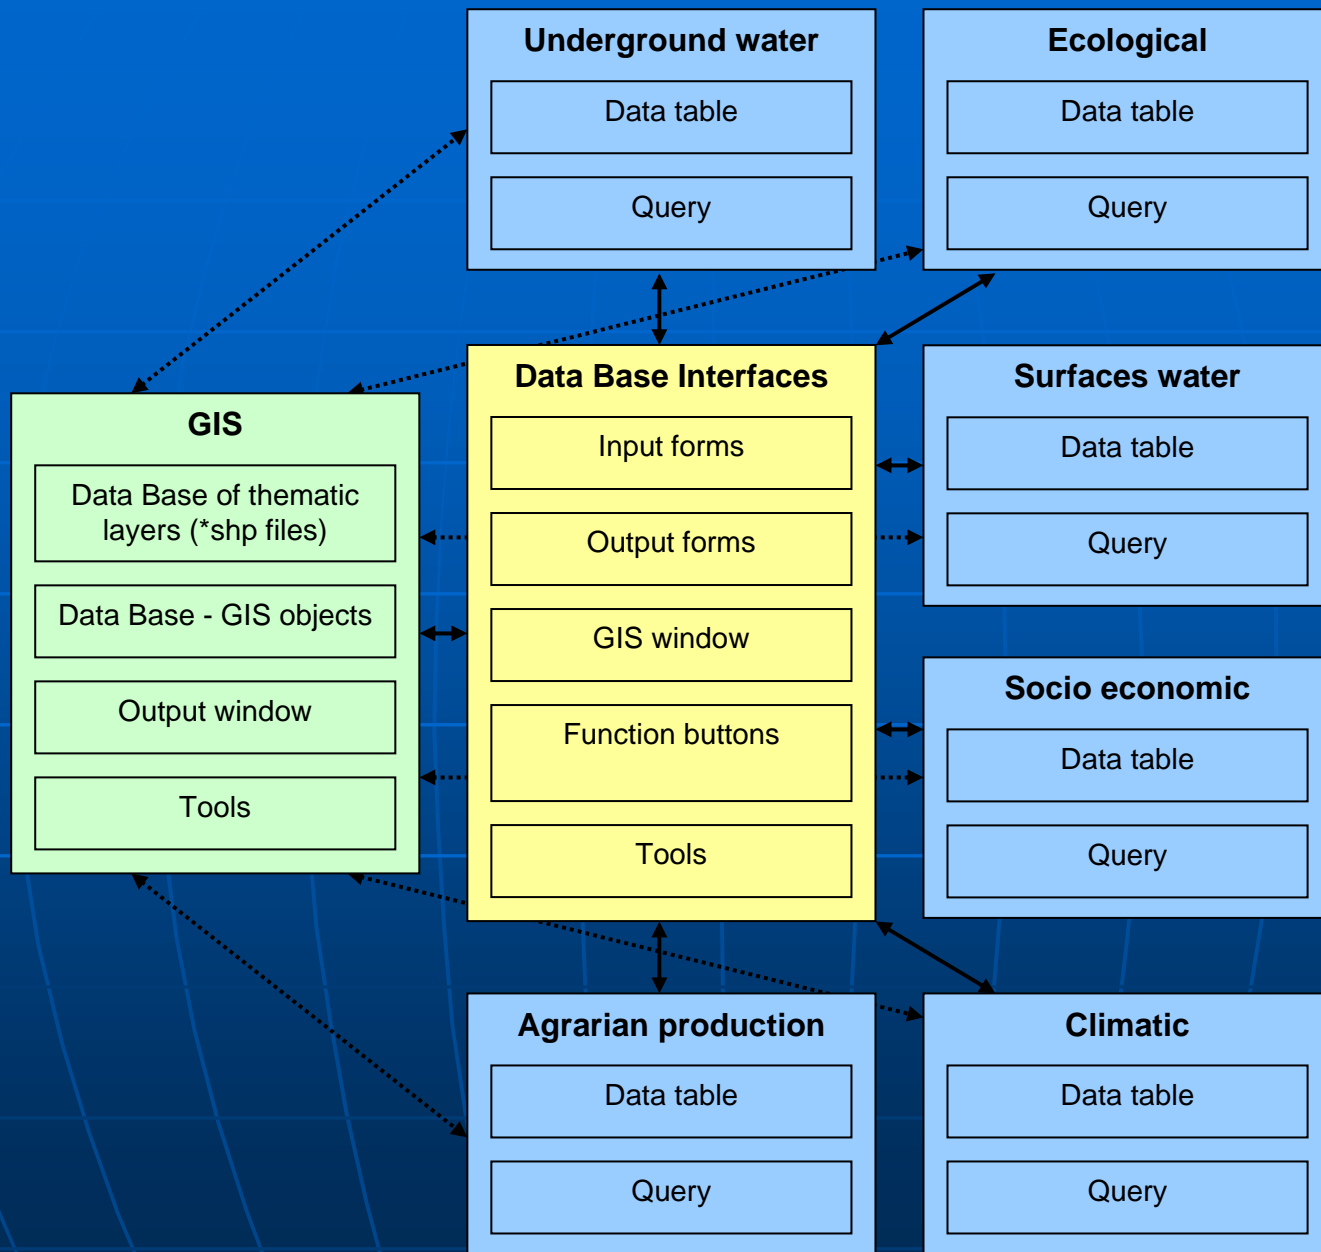 Underground water
Data table
Query
Ecological
Data table
Query
GIS
Data Base of thematic
layers (*shp files)
Data Base - GIS objects
Output window
Tools
Data Base Interfaces
Input forms
Output forms
GIS window
Function buttons
Tools
Surfaces water
Data table
Query
Socio economic
Data table
Query
Agrarian production
Data table
Query
Climatic
Data table
Query